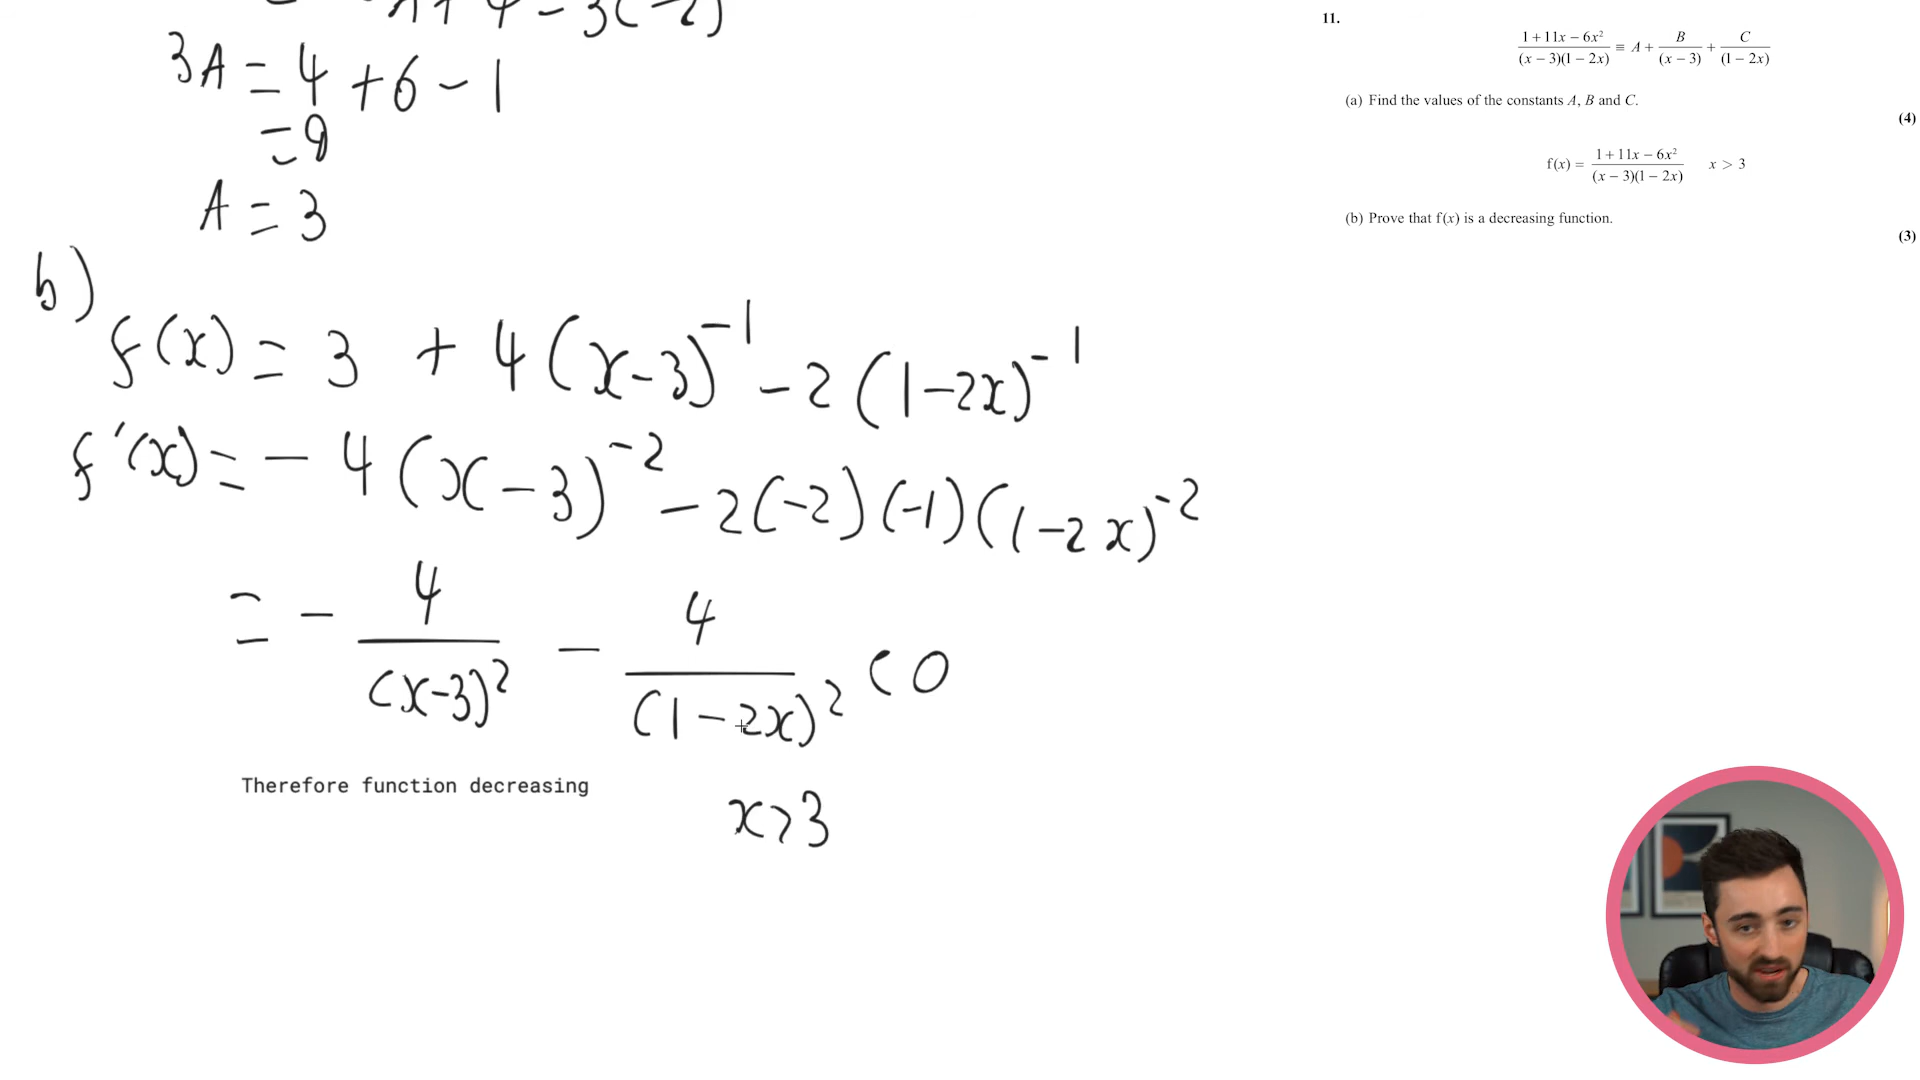 = -A + 4 - 3(-2)
3A = 4 + 6 - 1
= 9
A = 3
b)
f(x) = 3 + 4(x-3)^-1 - 2(1-2x)^-1
f'(x) = - 4(x-3)^-2 - 2(-2)(-1)(1-2x)^-2
= - 4/(x-3)² - 4/(1-2x)² < 0
Therefore function decreasing
x > 3
11.
(1 + 11x − 6x²)/((x − 3)(1 − 2x)) ≡ A + B/(x − 3) + C/(1 − 2x)
(a) Find the values of the constants A, B and C.
(4)
f(x) = (1 + 11x − 6x²)/((x − 3)(1 − 2x)) x > 3
(b) Prove that f(x) is a decreasing function.
(3)